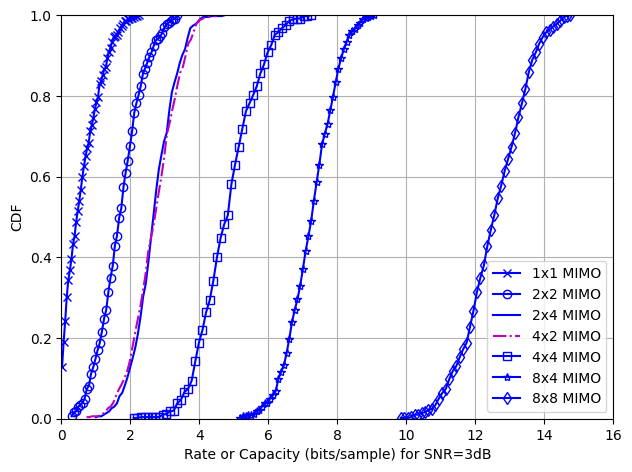 1.0
0.8
0.6
0.4
0.2
0.0
CDF
1x1 MIMO
2x2 MIMO
2x4 MIMO
4x2 MIMO
4x4 MIMO
8x4 MIMO
8x8 MIMO
0 2 4 6 8 10 12 14 16
Rate or Capacity (bits/sample) for SNR=3dB